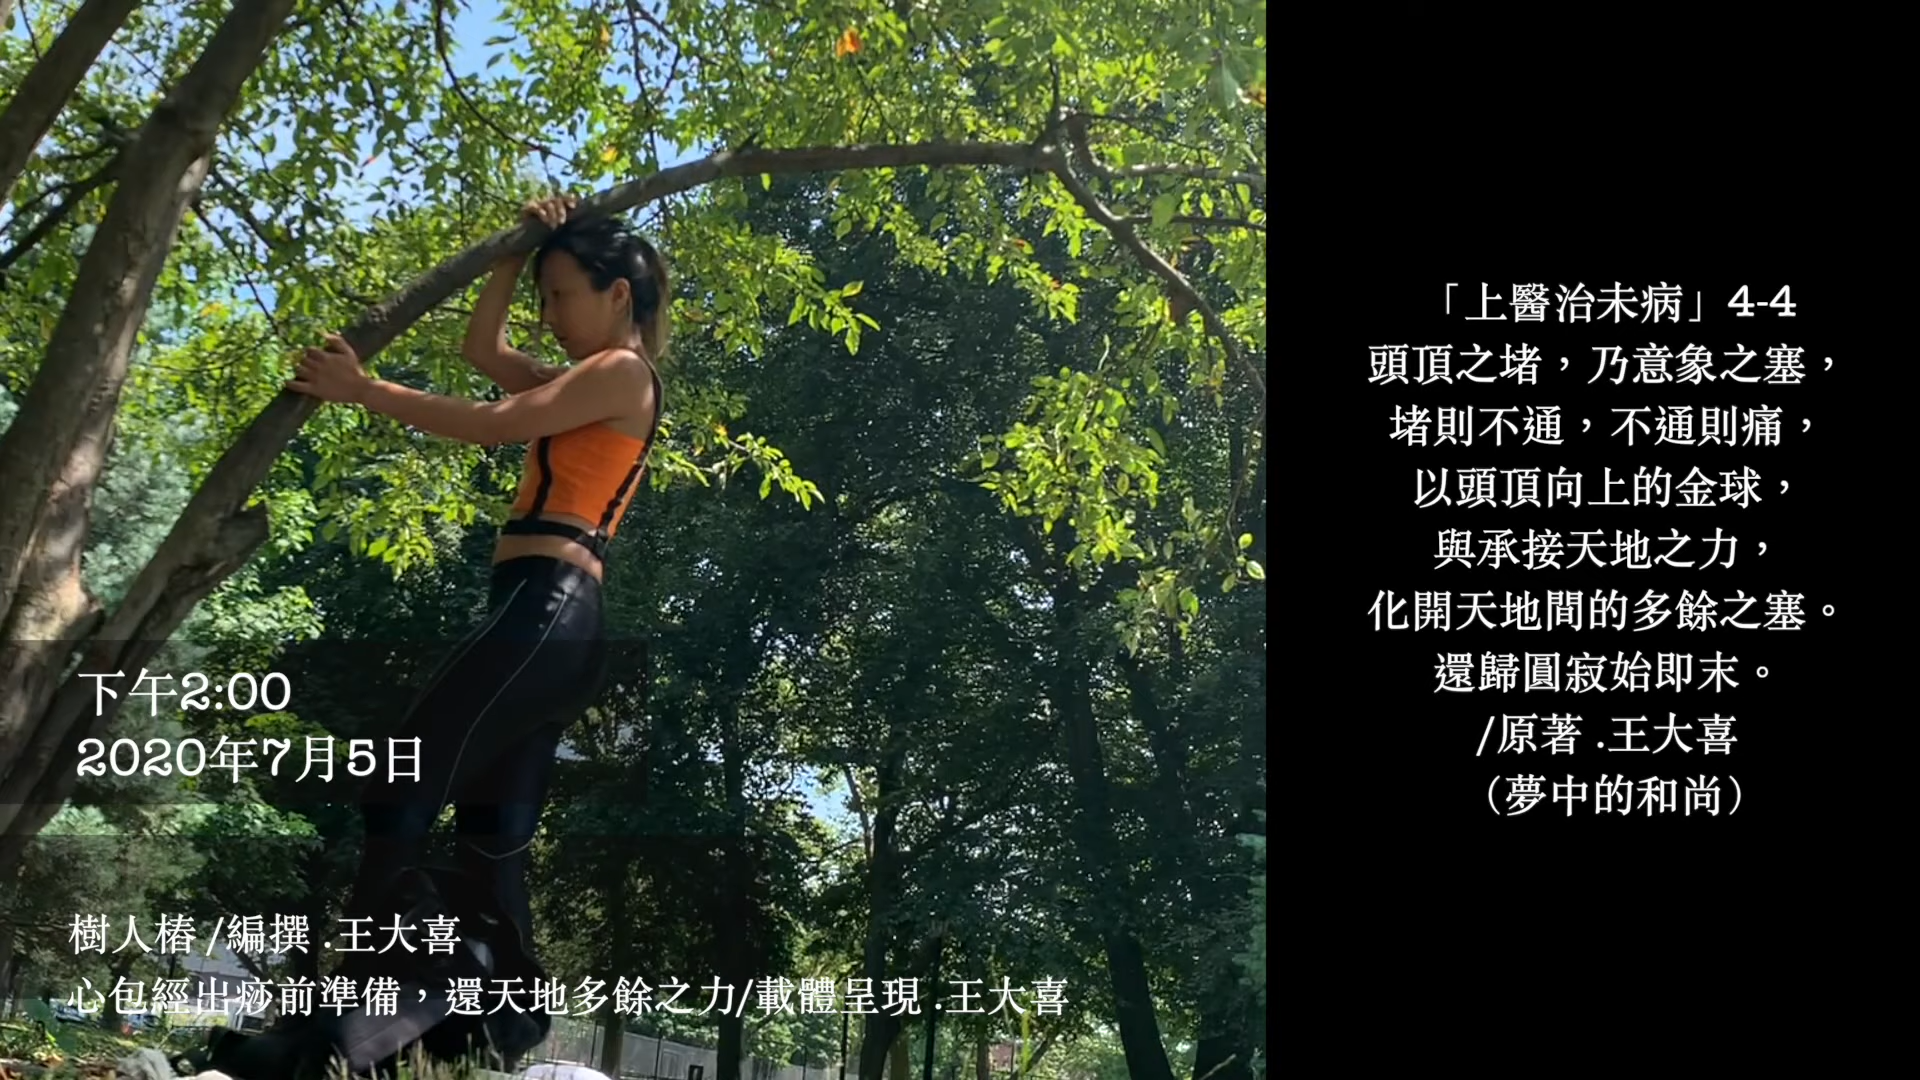 下午2:00
2020年7月5日
樹人樁 /編撰 .王大喜
心包經出痧前準備，還天地多餘之力/載體呈現 .王大喜
「上醫治未病」4-4
頭頂之堵，乃意象之塞，
堵則不通，不通則痛，
以頭頂向上的金球，
與承接天地之力，
化開天地間的多餘之塞。
還歸圓寂始即末。
/原著 .王大喜
（夢中的和尚）